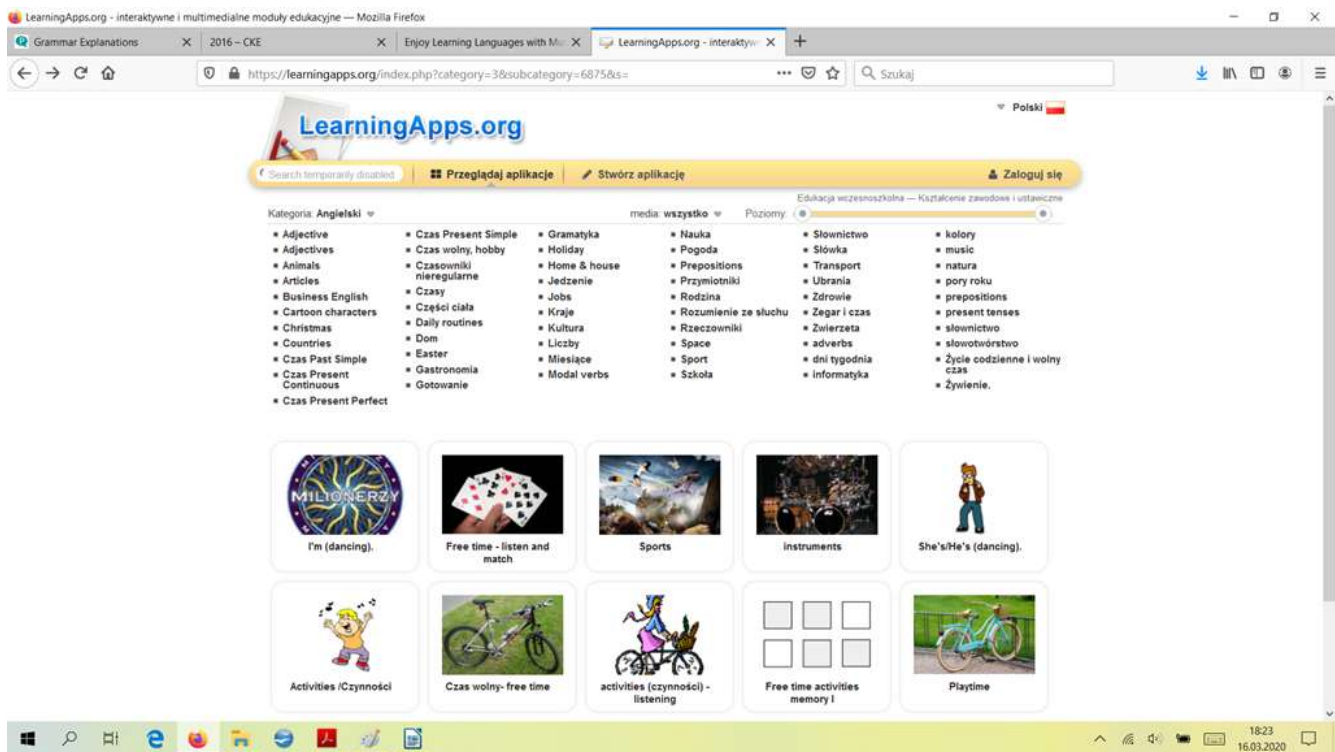 LearningApps.org - interaktywne i multimedialne moduły edukacyjne — Mozilla Firefox
Grammar Explanations
2016 – CKE
Enjoy Learning Languages with Mu
LearningApps.org - interaktyw
https://learningapps.org/index.php?category=3&subcategory=6875&s=
Szukaj
LearningApps.org
Polski
Search temporarily disabled
Przeglądaj aplikacje
Stwórz aplikację
Zaloguj się
Edukacja wczesnoszkolna — Kształcenie zawodowe i ustawiczne
Kategoria: Angielski
media: wszystko
Poziomy:
Adjective
Adjectives
Animals
Articles
Business English
Cartoon characters
Christmas
Countries
Czas Past Simple
Czas Present
Continuous
Czas Present Perfect
Czas Present Simple
Czas wolny, hobby
Czasowniki
nieregularne
Czasy
Części ciała
Daily routines
Dom
Easter
Gastronomia
Gotowanie
Gramatyka
Holiday
Home & house
Jedzenie
Jobs
Kraje
Kultura
Liczby
Miesiące
Modal verbs
Nauka
Pogoda
Prepositions
Przymiotniki
Rodzina
Rozumienie ze słuchu
Rzeczowniki
Space
Sport
Szkoła
Słownictwo
Słówka
Transport
Ubrania
Zdrowie
Zegar i czas
Zwierzeta
adverbs
dni tygodnia
informatyka
kolory
music
natura
pory roku
prepositions
present tenses
słownictwo
słowotwórstwo
Życie codzienne i wolny
czas
Żywienie.
MILIONERZY
I'm (dancing).
Free time - listen and
match
Sports
instruments
She's/He's (dancing).
Activities /Czynności
Czas wolny- free time
activities (czynności) -
listening
Free time activities
memory I
Playtime
18:23
16.03.2020